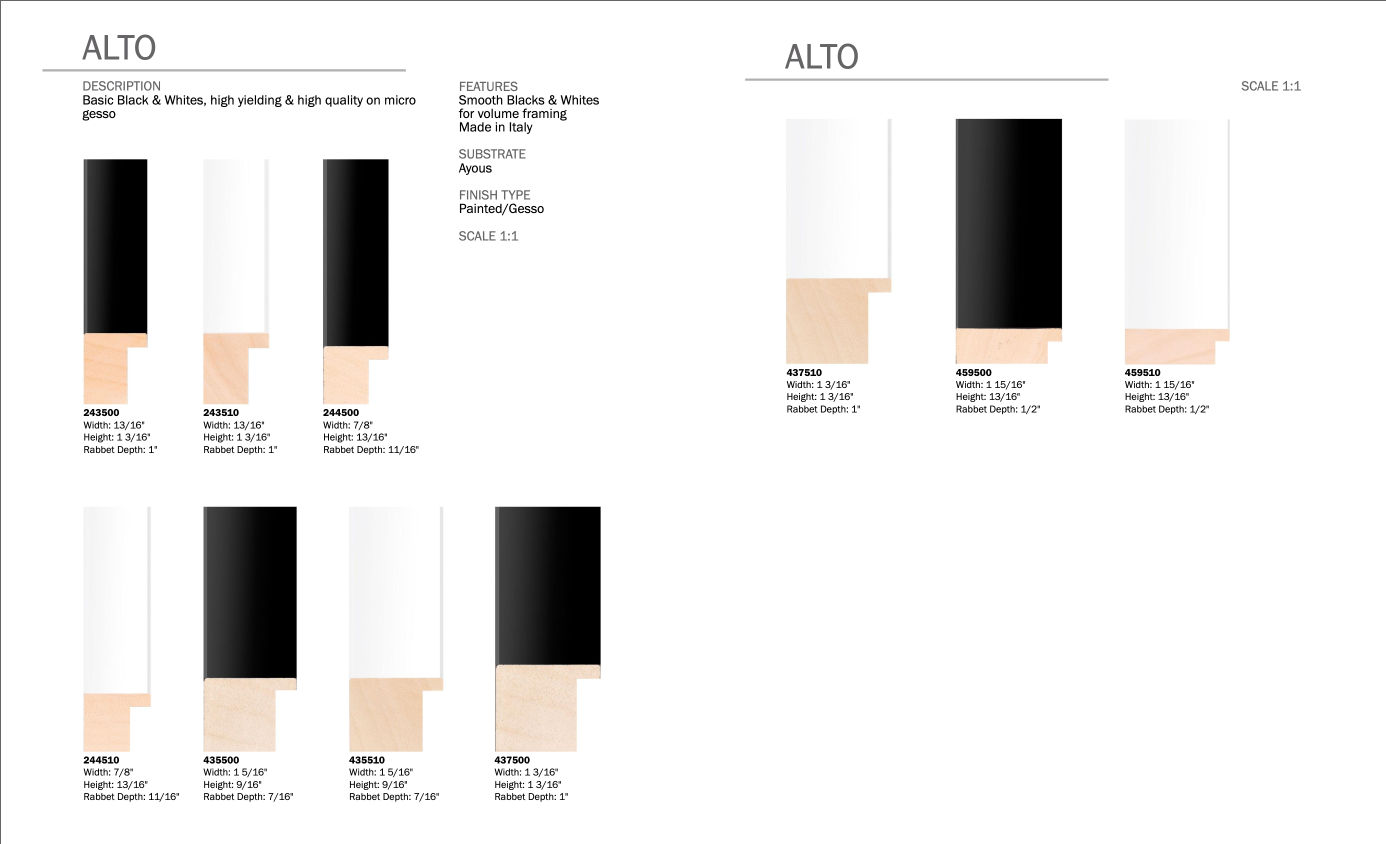 ALTO
DESCRIPTION
Basic Black & Whites, high yielding & high quality on micro
gesso
FEATURES
Smooth Blacks & Whites
for volume framing
Made in Italy
SUBSTRATE
Ayous
FINISH TYPE
Painted/Gesso
SCALE 1:1
243500
Width: 13/16"
Height: 1 3/16"
Rabbet Depth: 1"
243510
Width: 13/16"
Height: 1 3/16"
Rabbet Depth: 1"
244500
Width: 7/8"
Height: 13/16"
Rabbet Depth: 11/16"
244510
Width: 7/8"
Height: 13/16"
Rabbet Depth: 11/16"
435500
Width: 1 5/16"
Height: 9/16"
Rabbet Depth: 7/16"
435510
Width: 1 5/16"
Height: 9/16"
Rabbet Depth: 7/16"
437500
Width: 1 3/16"
Height: 1 3/16"
Rabbet Depth: 1"
ALTO
SCALE 1:1
437510
Width: 1 3/16"
Height: 1 3/16"
Rabbet Depth: 1"
459500
Width: 1 15/16"
Height: 13/16"
Rabbet Depth: 1/2"
459510
Width: 1 15/16"
Height: 13/16"
Rabbet Depth: 1/2"